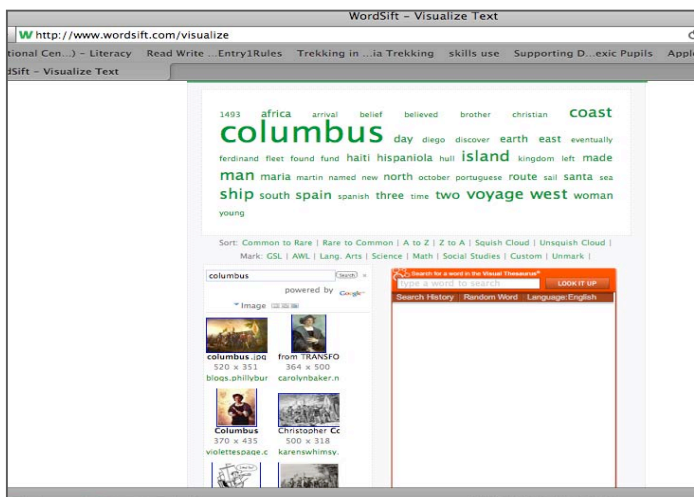 WordSift – Visualize Text
W http://www.wordsift.com/visualize
tional Cen...) – Literacy Read Write ...Entry1Rules Trekking in ...ia Trekking skills use Supporting D...exic Pupils Appl
dSift – Visualize Text
1493 africa arrival belief believed brother christian coast
columbus day diego discover earth east eventually
ferdinand fleet found fund haiti hispaniola hull island kingdom left made
man maria martin named new north october portuguese route sail santa sea
ship south spain spanish three time two voyage west woman
young
Sort: Common to Rare | Rare to Common | A to Z | Z to A | Squish Cloud | Unsquish Cloud |
Mark: GSL | AWL | Lang. Arts | Science | Math | Social Studies | Custom | Unmark |
columbus Search ×
powered by Google
Image
columbus.jpg from TRANSFO
520 x 351 364 x 500
blogs.phillybur carolynbaker.n
Columbus Christopher Cc
370 x 435 500 x 318
violettespage.c karenswhimsy.
Search for a word in the Visual Thesaurus
Type a word to search LOOK IT UP
Search History Random Word Language:English